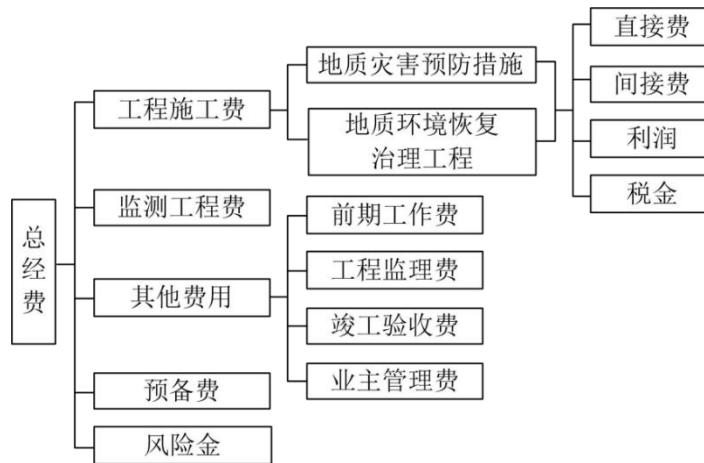 总经费
工程施工费
监测工程费
其他费用
预备费
风险金
地质灾害预防措施
地质环境恢复
治理工程
前期工作费
工程监理费
竣工验收费
业主管理费
直接费
间接费
利润
税金